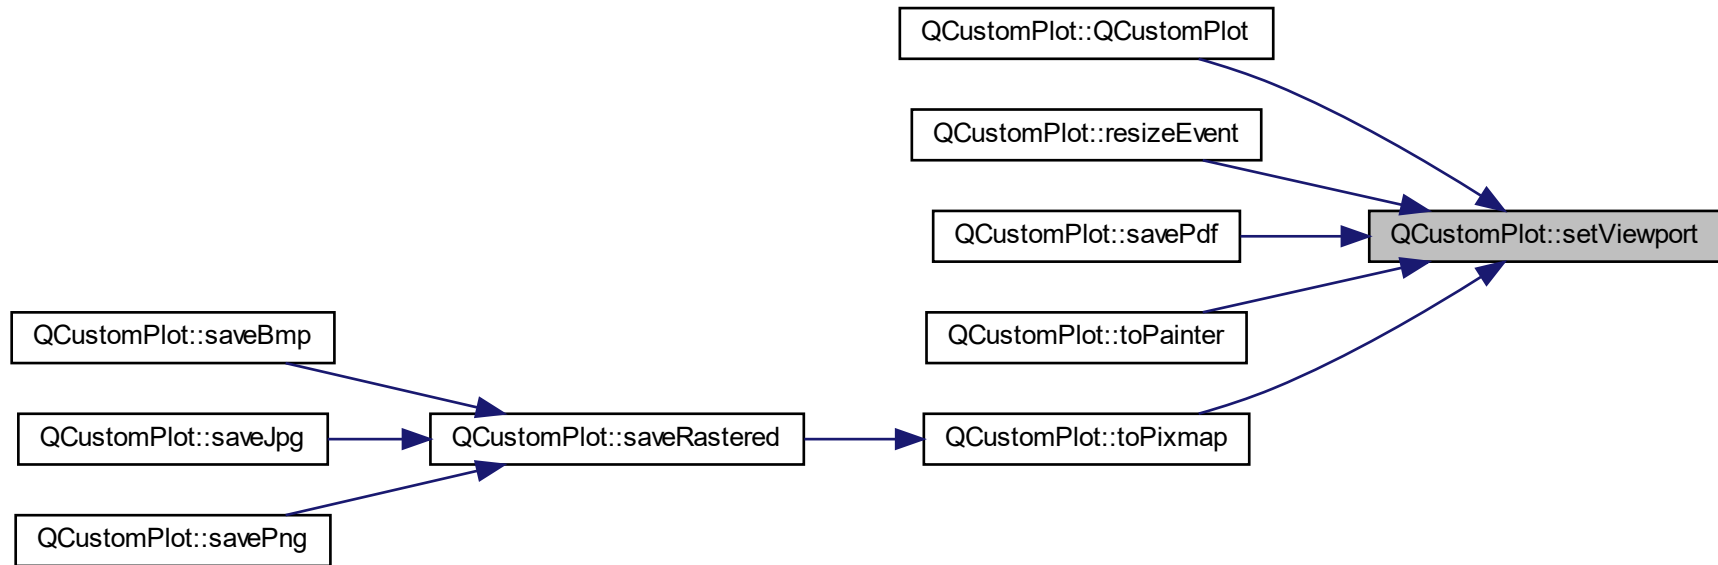 QCustomPlot::QCustomPlot
QCustomPlot::resizeEvent
QCustomPlot::savePdf
QCustomPlot::setViewport
QCustomPlot::toPainter
QCustomPlot::saveBmp
QCustomPlot::saveJpg
QCustomPlot::saveRastered
QCustomPlot::toPixmap
QCustomPlot::savePng